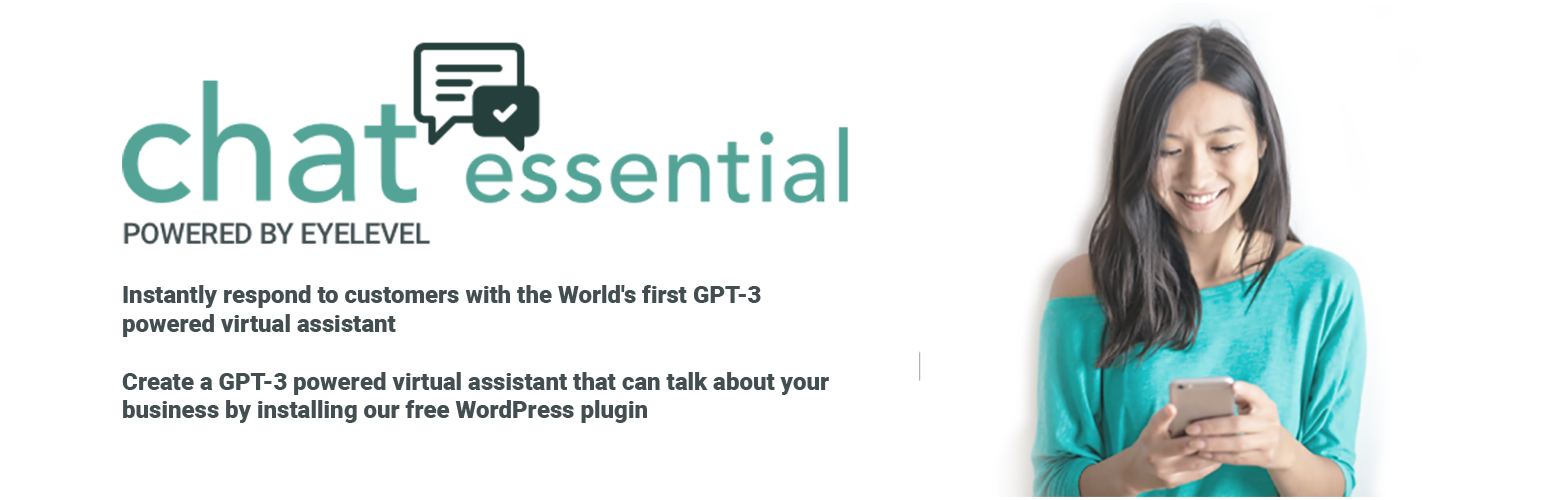 chat essential
POWERED BY EYELEVEL
Instantly respond to customers with the World's first GPT-3
powered virtual assistant
Create a GPT-3 powered virtual assistant that can talk about your
business by installing our free WordPress plugin